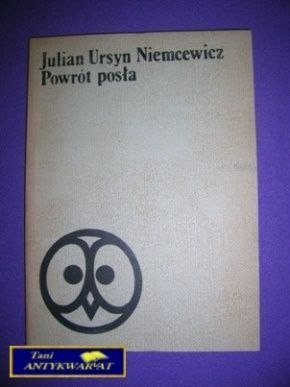 Julian Ursyn Niemcewicz
Powrót posła
Tani
ANTYKWARIAT